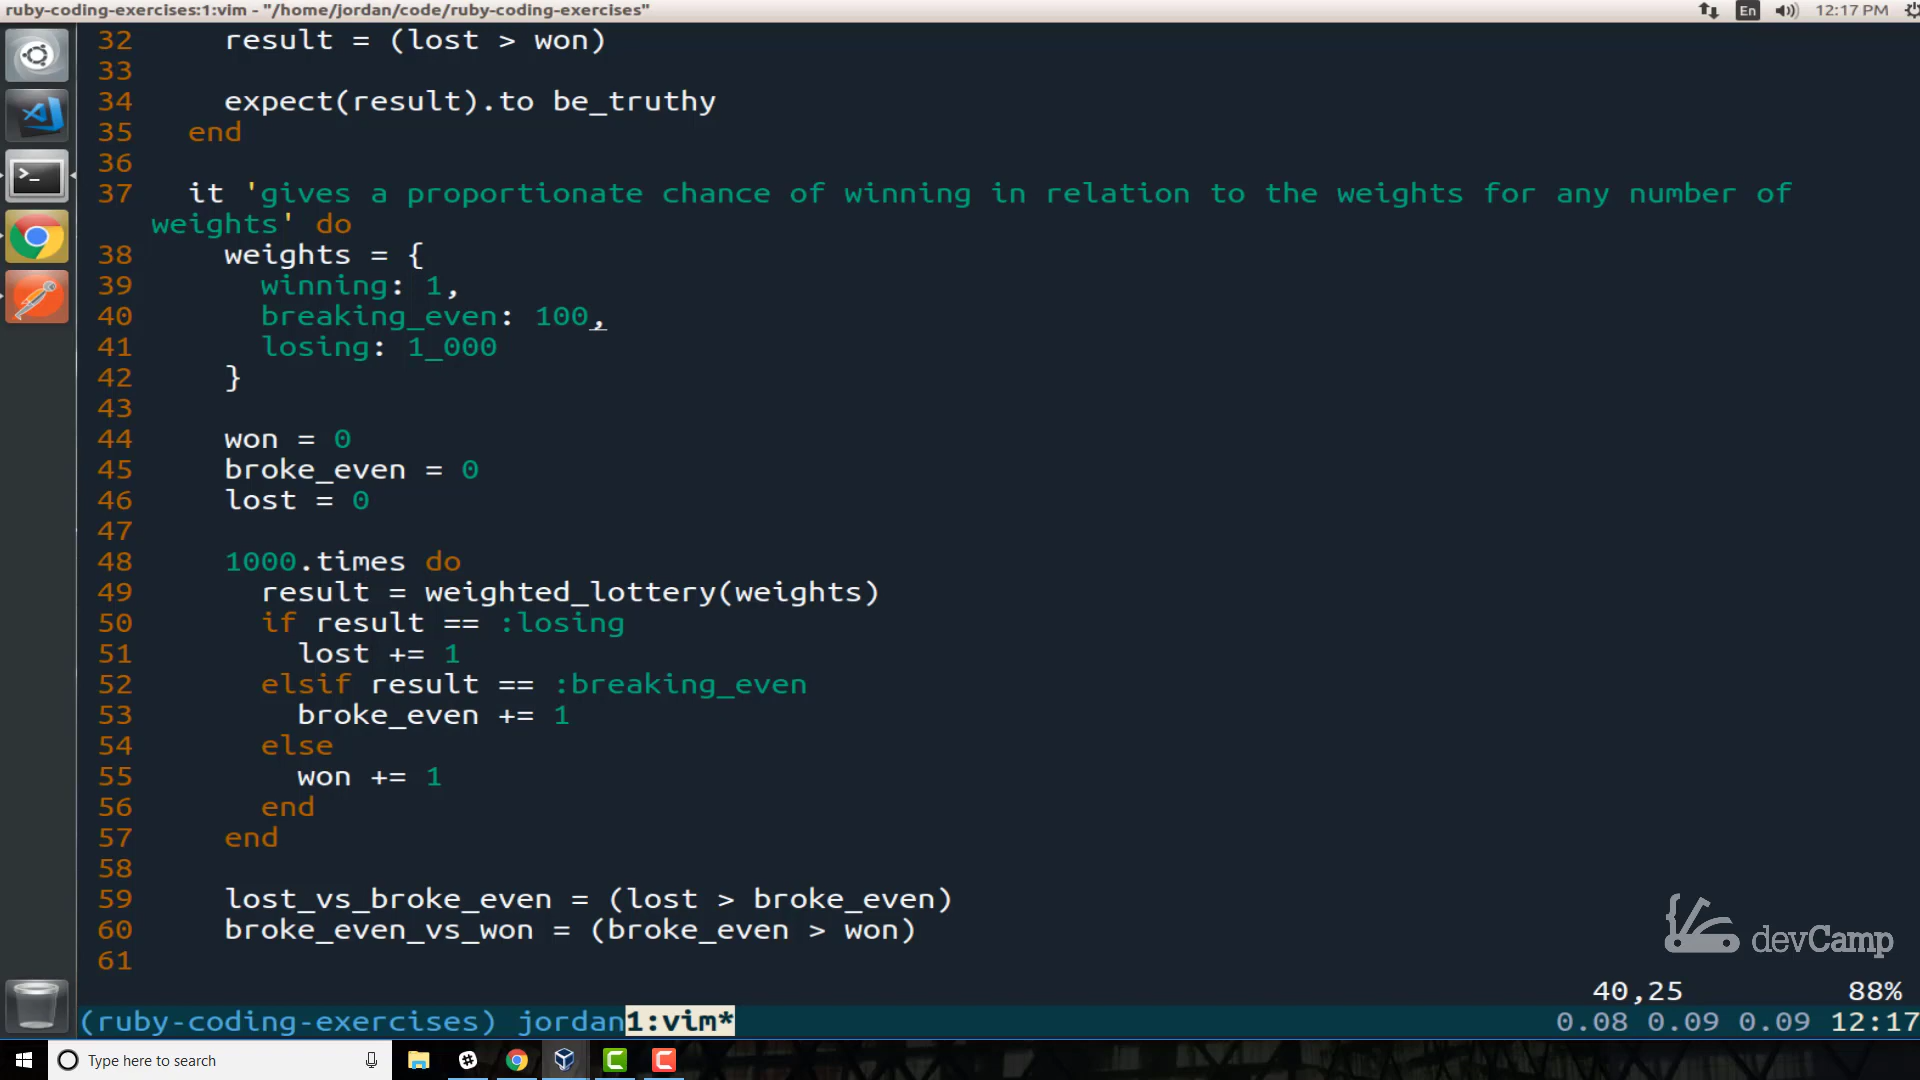 ruby-coding-exercises:1:vim - "/home/jordan/code/ruby-coding-exercises"
En 12:17 PM
32 result = (lost > won)
33
34 expect(result).to be_truthy
35 end
36
37 it 'gives a proportionate chance of winning in relation to the weights for any number of
weights' do
38 weights = {
39 winning: 1,
40 breaking_even: 100,
41 losing: 1_000
42 }
43
44 won = 0
45 broke_even = 0
46 lost = 0
47
48 1000.times do
49 result = weighted_lottery(weights)
50 if result == :losing
51 lost += 1
52 elsif result == :breaking_even
53 broke_even += 1
54 else
55 won += 1
56 end
57 end
58
59 lost_vs_broke_even = (lost > broke_even)
60 broke_even_vs_won = (broke_even > won)
61
devCamp
40,25 88%
(ruby-coding-exercises) jordan1:vim* 0.08 0.09 0.09 12:17
Type here to search